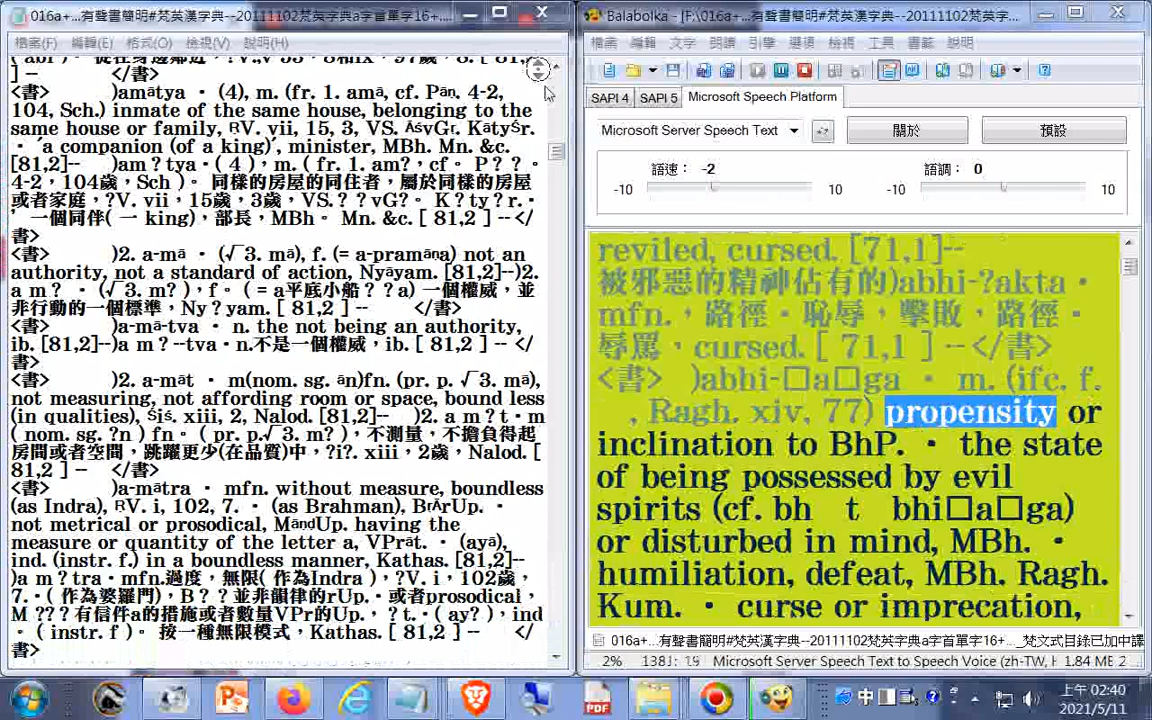 016a+...有聲書簡明#梵英漢字典--20111102梵英字典a字首單字16+...
檔案(F) 編輯(E) 格式(O) 檢視(V) 說明(H)
] -- </書>
<書> )amātya • (4), m. (fr. 1. amā, cf. Pān. 4-2,
104, Sch.) inmate of the same house, belonging to the
same house or family, RV. vii, 15, 3, VS. ĀśvGr. KātyŚr.
• 'a companion (of a king)', minister, MBh. Mn. &c.
[81,2]-- )am ? tya • ( 4 ) , m. ( fr. 1. am? , cf。 P ? ? 。
4-2, 104歲, Sch )。 同樣的房屋的同住者，屬於同樣的房屋
或者家庭，?V. vii, 15歲, 3歲, VS. ? ? vG?。 K ? ty ? r. •
' 一個同伴( 一 king)，部長，MBh 。 Mn. &c. [ 81,2 ] -- </
書>
<書> )2. a-mā • (√ 3. mā), f. (= a-pramāna) not an
authority, not a standard of action, Nyāyam. [81,2]--)2.
a m ? • (√3. m? ) , f 。 ( = a平底小船 ? ? a) 一個權威，並
非行動的一個標準，Ny ? yam. [ 81,2 ] -- </書>
<書> )a-mā-tva • n. the not being an authority,
ib. [81,2]--)a m ? --tva • n.不是一個權威，ib. [ 81,2 ] -- </
書>
<書> )2. a-māt • m(nom. sg. ān)fn. (pr. p. √3. mā),
not measuring, not affording room or space, bound less
(in qualities), Śiś. xiii, 2, Nalod. [81,2]--)2. a m ? t • m
( nom. sg. ?n ) fn 。 ( pr. p.√3. m? )，不測量，不擔負得起
房間或者空間，跳躍更少(在品質)中，?i?. xiii，2歲，Nalod. [
81,2 ] -- </書>
<書> )a-mātra • mfn. without measure, boundless
(as Indra), RV. i, 102, 7. • (as Brahman), BrĀrUp. •
not metrical or prosodical, MāndUp. having the
measure or quantity of the letter a, VPrāt. • (ayā),
ind. (instr. f.) in a boundless manner, Kathas. [81,2]--
)a m ? tra • mfn.過度，無限( 作為Indra )，?V. i，102歲，
7. • ( 作為婆羅門)，B ? ? 並非韻律的rUp. • 或者prosodical，
M ???有信件a的措施或者數量VPr的Up.，?t. • ( ay? )，ind
。 ( instr. f )。 按一種無限模式，Kathas. [ 81,2 ] -- </
書>
Balabolka - [F:\016a+...有聲書簡明#梵英漢字典--20111102梵英字...
檔案 編輯 文字 朗讀 引擎 選項 檢視 工具 書籤 說明
SAPI 4 SAPI 5 Microsoft Speech Platform
Microsoft Server Speech Text 關於 預設
語速： -2 語調： 0
-10 10 -10 10
reviled, cursed. [71,1]--
被邪惡的精神佔有的)abhi-?akta •
mfn.，路徑 • 恥辱，擊敗，路徑 •
辱罵，cursed. [ 71,1 ] --</書>
<書> )abhi-□a□ga • m. (ifc. f.
, Ragh. xiv, 77) propensity or
inclination to BhP. • the state
of being possessed by evil
spirits (cf. bh t bhi□a□ga)
or disturbed in mind, MBh. •
humiliation, defeat, MBh. Ragh.
Kum. • curse or imprecation,
016a+...有聲書簡明#梵英漢字典--20111102梵英字典a字首單字16+..._梵文式目錄已加中譯
2% 1381: 19 Microsoft Server Speech Text to Speech Voice (zh-TW, H 1.84 MB 2
中 上午 02:40
2021/5/11